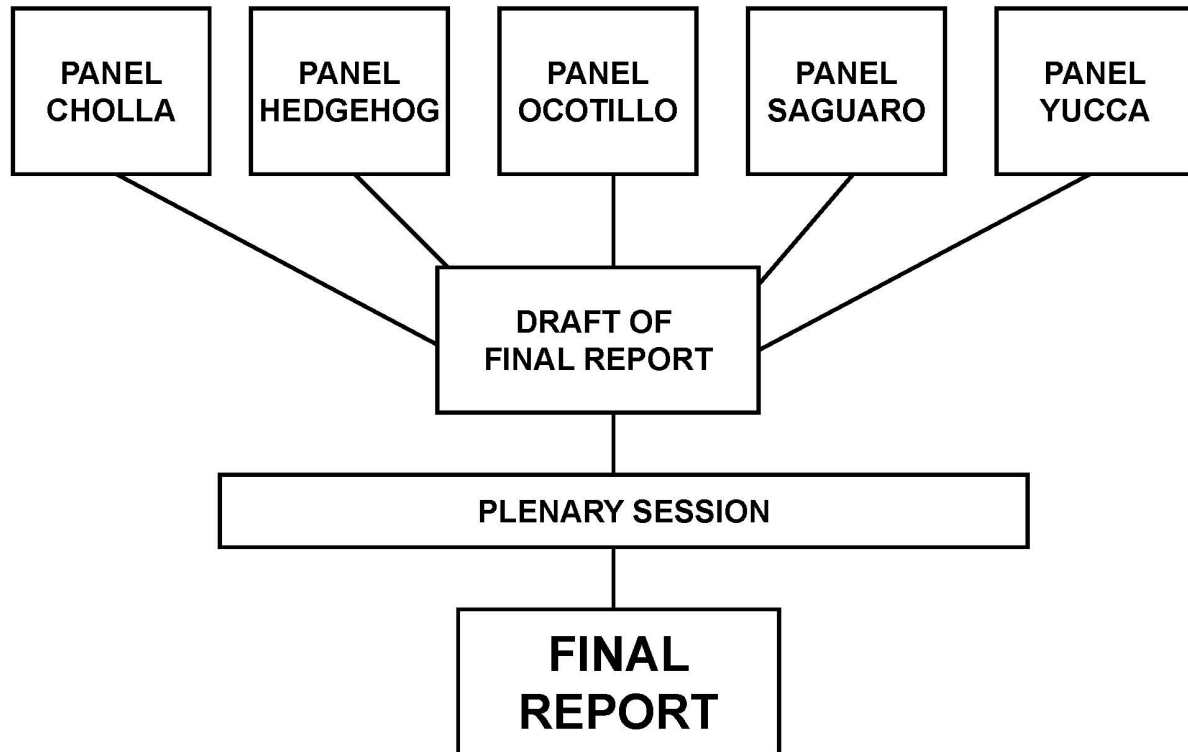 PANEL
CHOLLA
PANEL
HEDGEHOG
PANEL
OCOTILLO
PANEL
SAGUARO
PANEL
YUCCA
DRAFT OF
FINAL REPORT
PLENARY SESSION
FINAL
REPORT